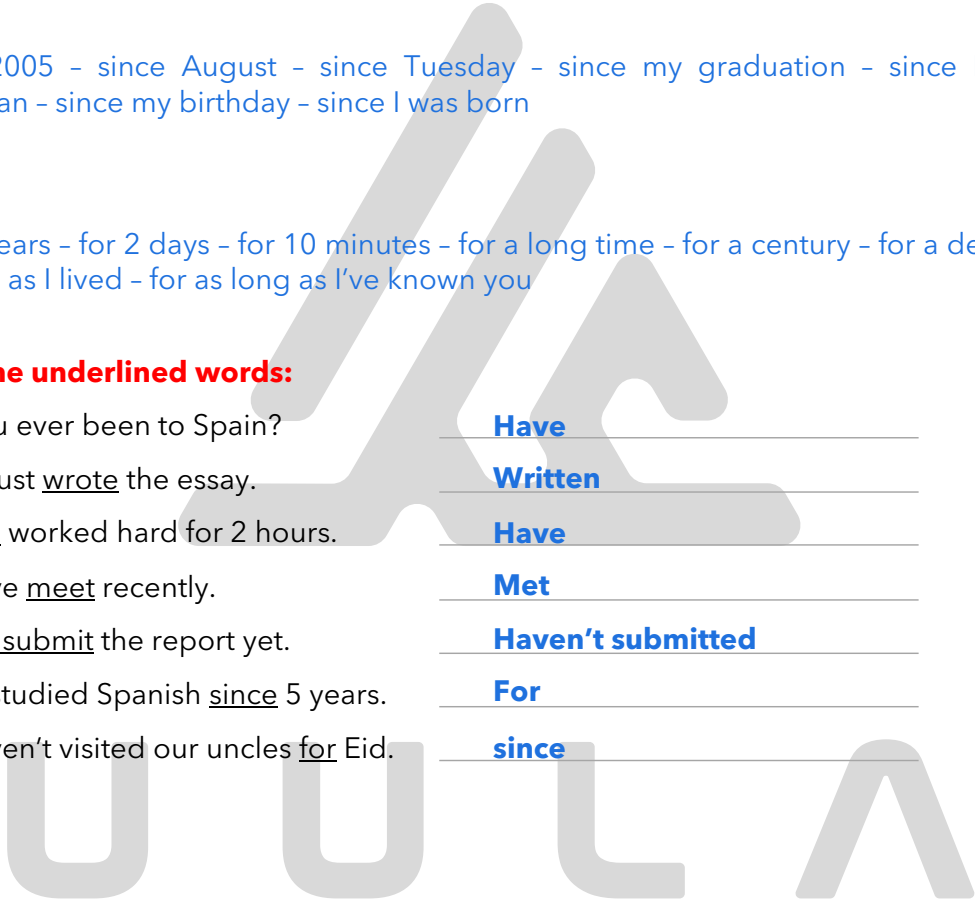 2005 – since August – since Tuesday – since my graduation – since
an – since my birthday – since I was born
ears – for 2 days – for 10 minutes – for a long time – for a century – for a de
as I lived – for as long as I've known you
he underlined words:
u ever been to Spain? Have
ust wrote the essay. Written
worked hard for 2 hours. Have
ve meet recently. Met
submit the report yet. Haven't submitted
studied Spanish since 5 years. For
ven't visited our uncles for Eid. since
UULA